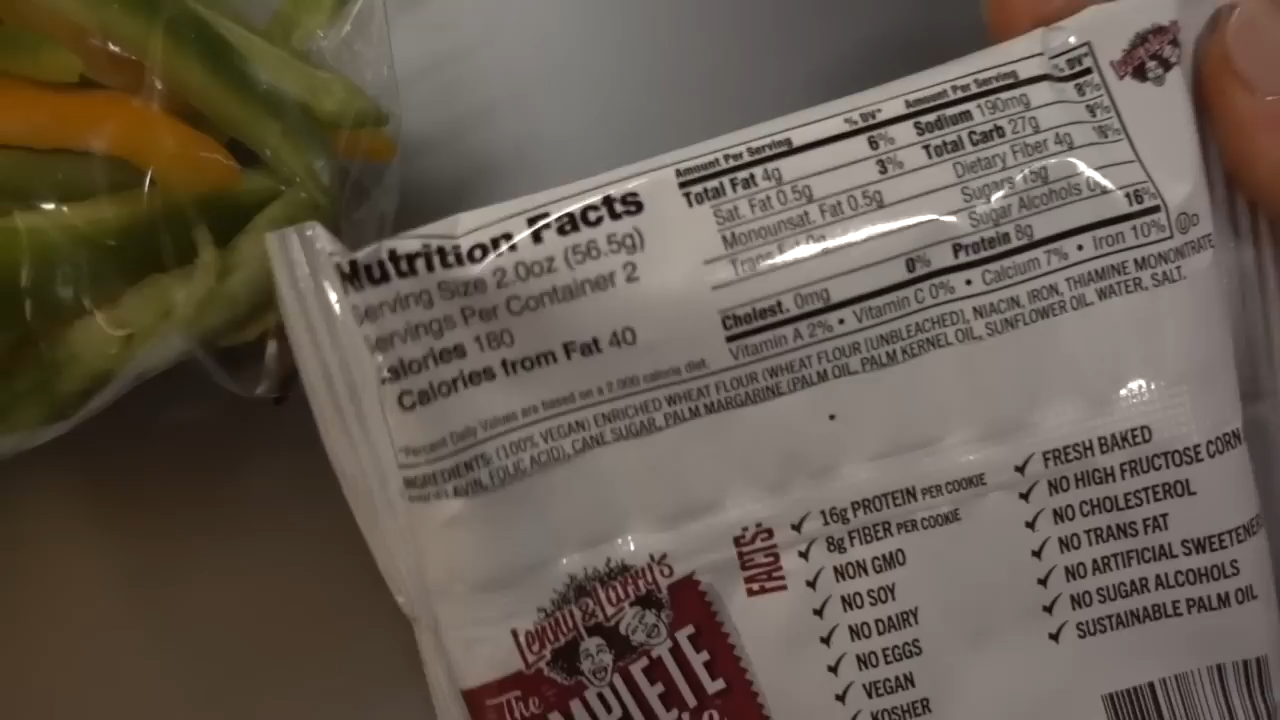 Nutrition Facts
Serving Size 2.0oz (56.5g)
Servings Per Container 2
Calories 180
Calories from Fat 40
*Percent Daily Values are based on a 2,000 calorie diet.
Amount Per Serving % DV*
Total Fat 4g 6%
Sat. Fat 0.5g 3%
Monounsat. Fat 0.5g
Trans Fat 0g
Cholest. 0mg 0%
Amount Per Serving % DV*
Sodium 190mg 8%
Total Carb 27g 9%
Dietary Fiber 4g
Sugars 15g
Sugar Alcohols 0g
Protein 8g 16%
Vitamin A 2% • Vitamin C 0% • Calcium 7% • Iron 10%
INGREDIENTS: (100% VEGAN) ENRICHED WHEAT FLOUR (WHEAT FLOUR [UNBLEACHED], NIACIN, IRON, THIAMINE MONONITRATE
FOLIC ACID), CANE SUGAR, PALM MARGARINE (PALM OIL, PALM KERNEL OIL, SUNFLOWER OIL, WATER, SALT,
FACTS:
✓ 16g PROTEIN PER COOKIE
✓ 8g FIBER PER COOKIE
✓ NON GMO
✓ NO SOY
✓ NO DAIRY
✓ NO EGGS
✓ VEGAN
✓ KOSHER
✓ FRESH BAKED
✓ NO HIGH FRUCTOSE CORN
✓ NO CHOLESTEROL
✓ NO TRANS FAT
✓ NO ARTIFICIAL SWEETENER
✓ NO SUGAR ALCOHOLS
✓ SUSTAINABLE PALM OIL
Lenny & Larry's
The
MPLETE
Lenny & Larry's